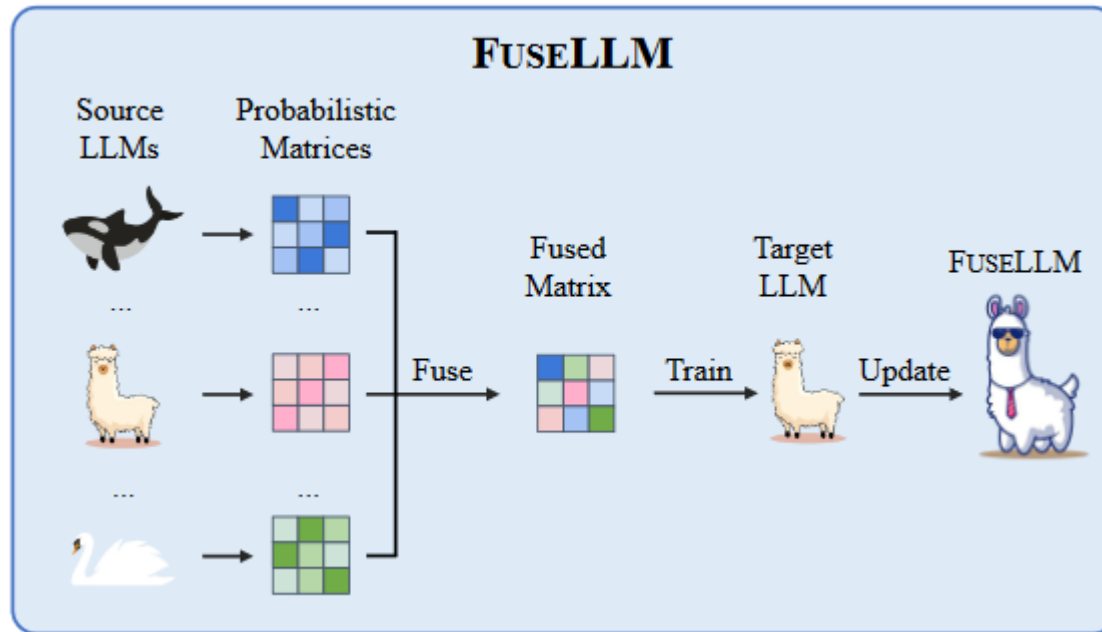 FUSELLM
Source
LLMs
Probabilistic
Matrices
Fused
Matrix
Target
LLM
FUSELLM
...
...
Fuse
Train
Update
...
...